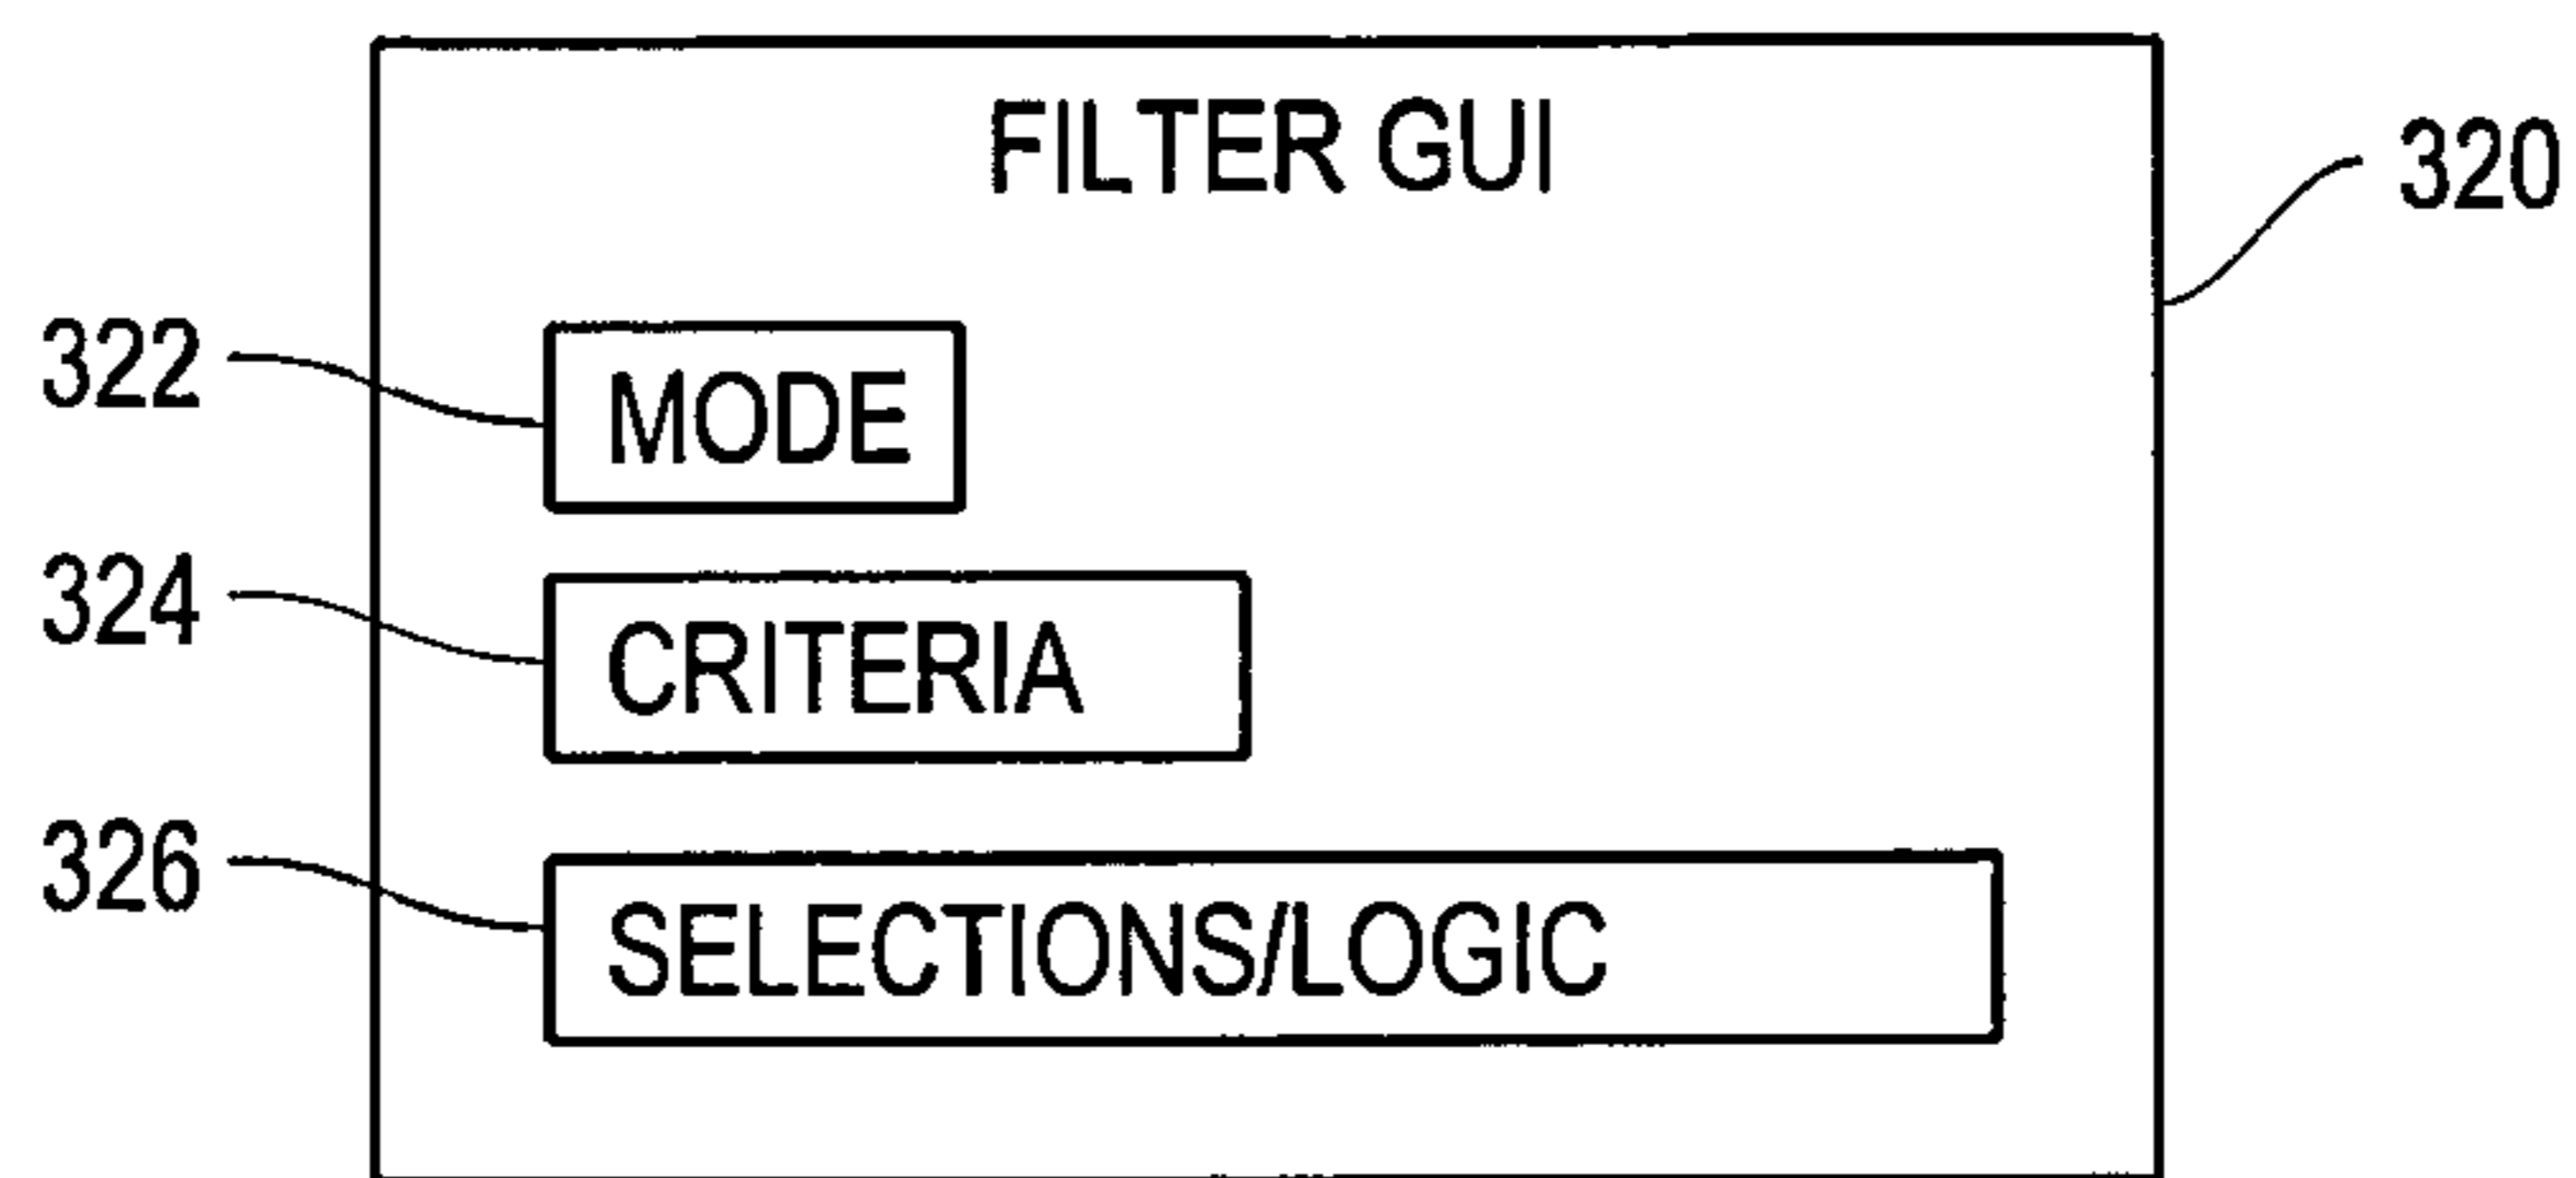 FILTER GUI
320
322
MODE
324
CRITERIA
326
SELECTIONS/LOGIC